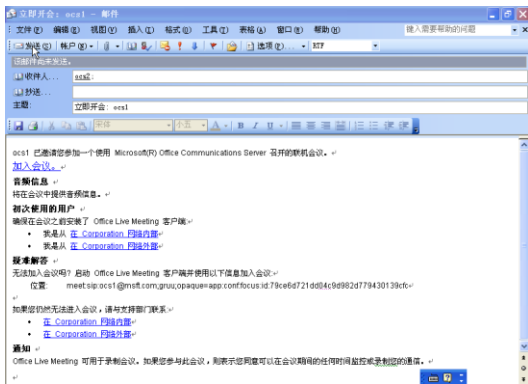 立即开会: ocs1 - 邮件
文件(F) 编辑(E) 视图(V) 插入(I) 格式(O) 工具(T) 表格(A) 窗口(W) 帮助(H) 键入需要帮助的问题
发送(S) 帐户(D) 选项(P)... RTF
该邮件尚未发送。
收件人... ocs2;
抄送...
主题: 立即开会: ocs1
宋体 小五 A B I U
ocs1 已邀请您参加一个使用 Microsoft(R) Office Communications Server 召开的联机会议。
加入会议。
音频信息
将在会议中提供音频信息。
初次使用的用户
确保在会议之前安装了 Office Live Meeting 客户端:
• 我是从 在 Corporation 网络内部
• 我是从 在 Corporation 网络外部
疑难解答
无法加入会议吗? 启动 Office Live Meeting 客户端并使用以下信息加入会议:
位置: meet:sip:ocs1@msft.com;gruu;opaque=app:conf:focus:id:79ce6d721dd04c9d982d779430139cfc
如果您仍然无法进入会议，请与支持部门联系:
• 在 Corporation 网络内部
• 在 Corporation 网络外部
通知
Office Live Meeting 可用于录制会议。如果您参与此会议，则表示您同意可以在会议期间的任何时间监控或录制您的通信。